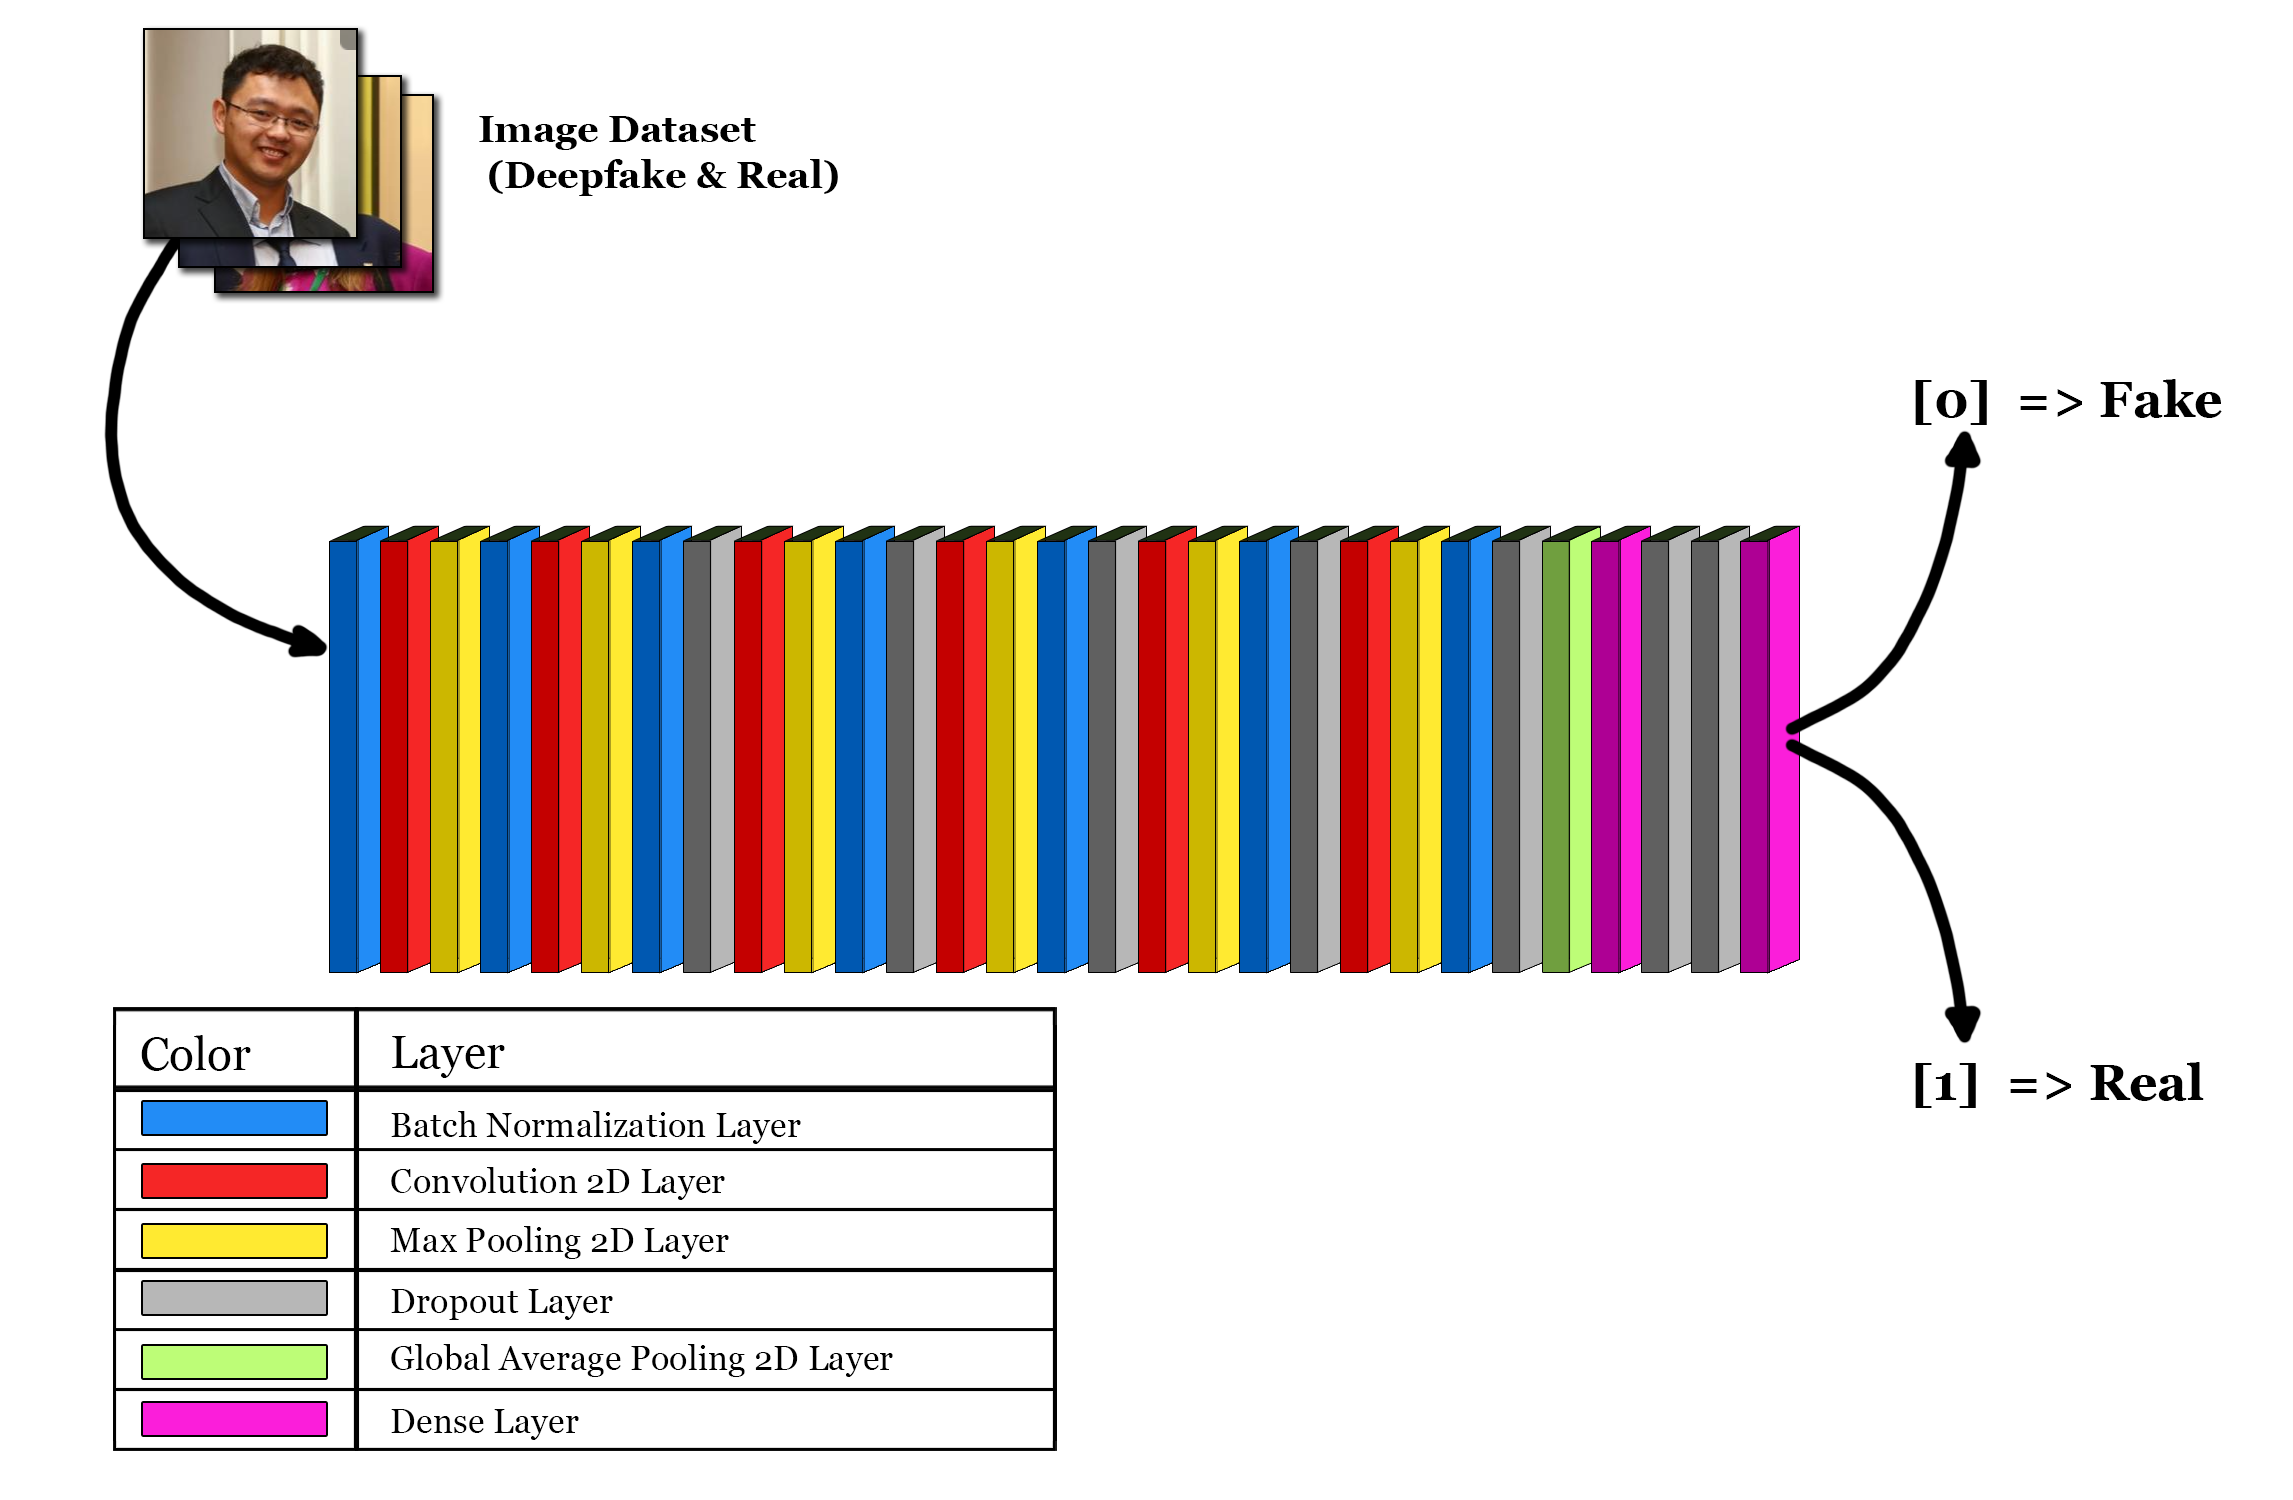 Image Dataset
(Deepfake & Real)
[0] => Fake
[1] => Real
Color Layer
Batch Normalization Layer
Convolution 2D Layer
Max Pooling 2D Layer
Dropout Layer
Global Average Pooling 2D Layer
Dense Layer